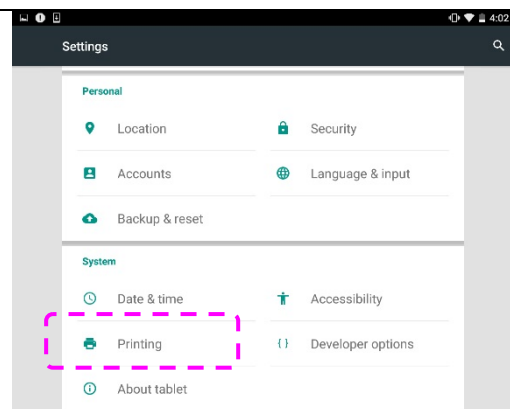 4:02
Settings
Personal
Location Security
Accounts Language & input
Backup & reset
System
Date & time Accessibility
Printing { } Developer options
About tablet